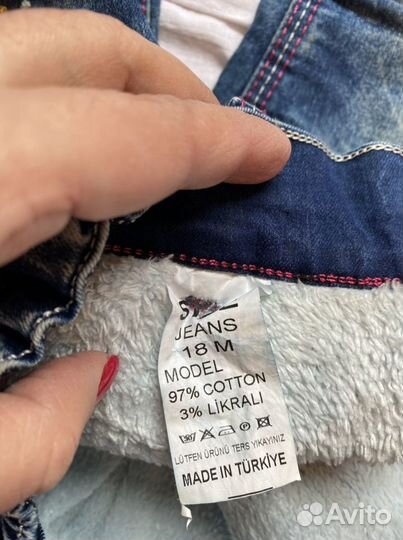 JEANS
18 M
MODEL
97% COTTON
3% LİKRALI
LÜTFEN ÜRÜNÜ TERS YIKAYINIZ
MADE IN TÜRKİYE
Avito